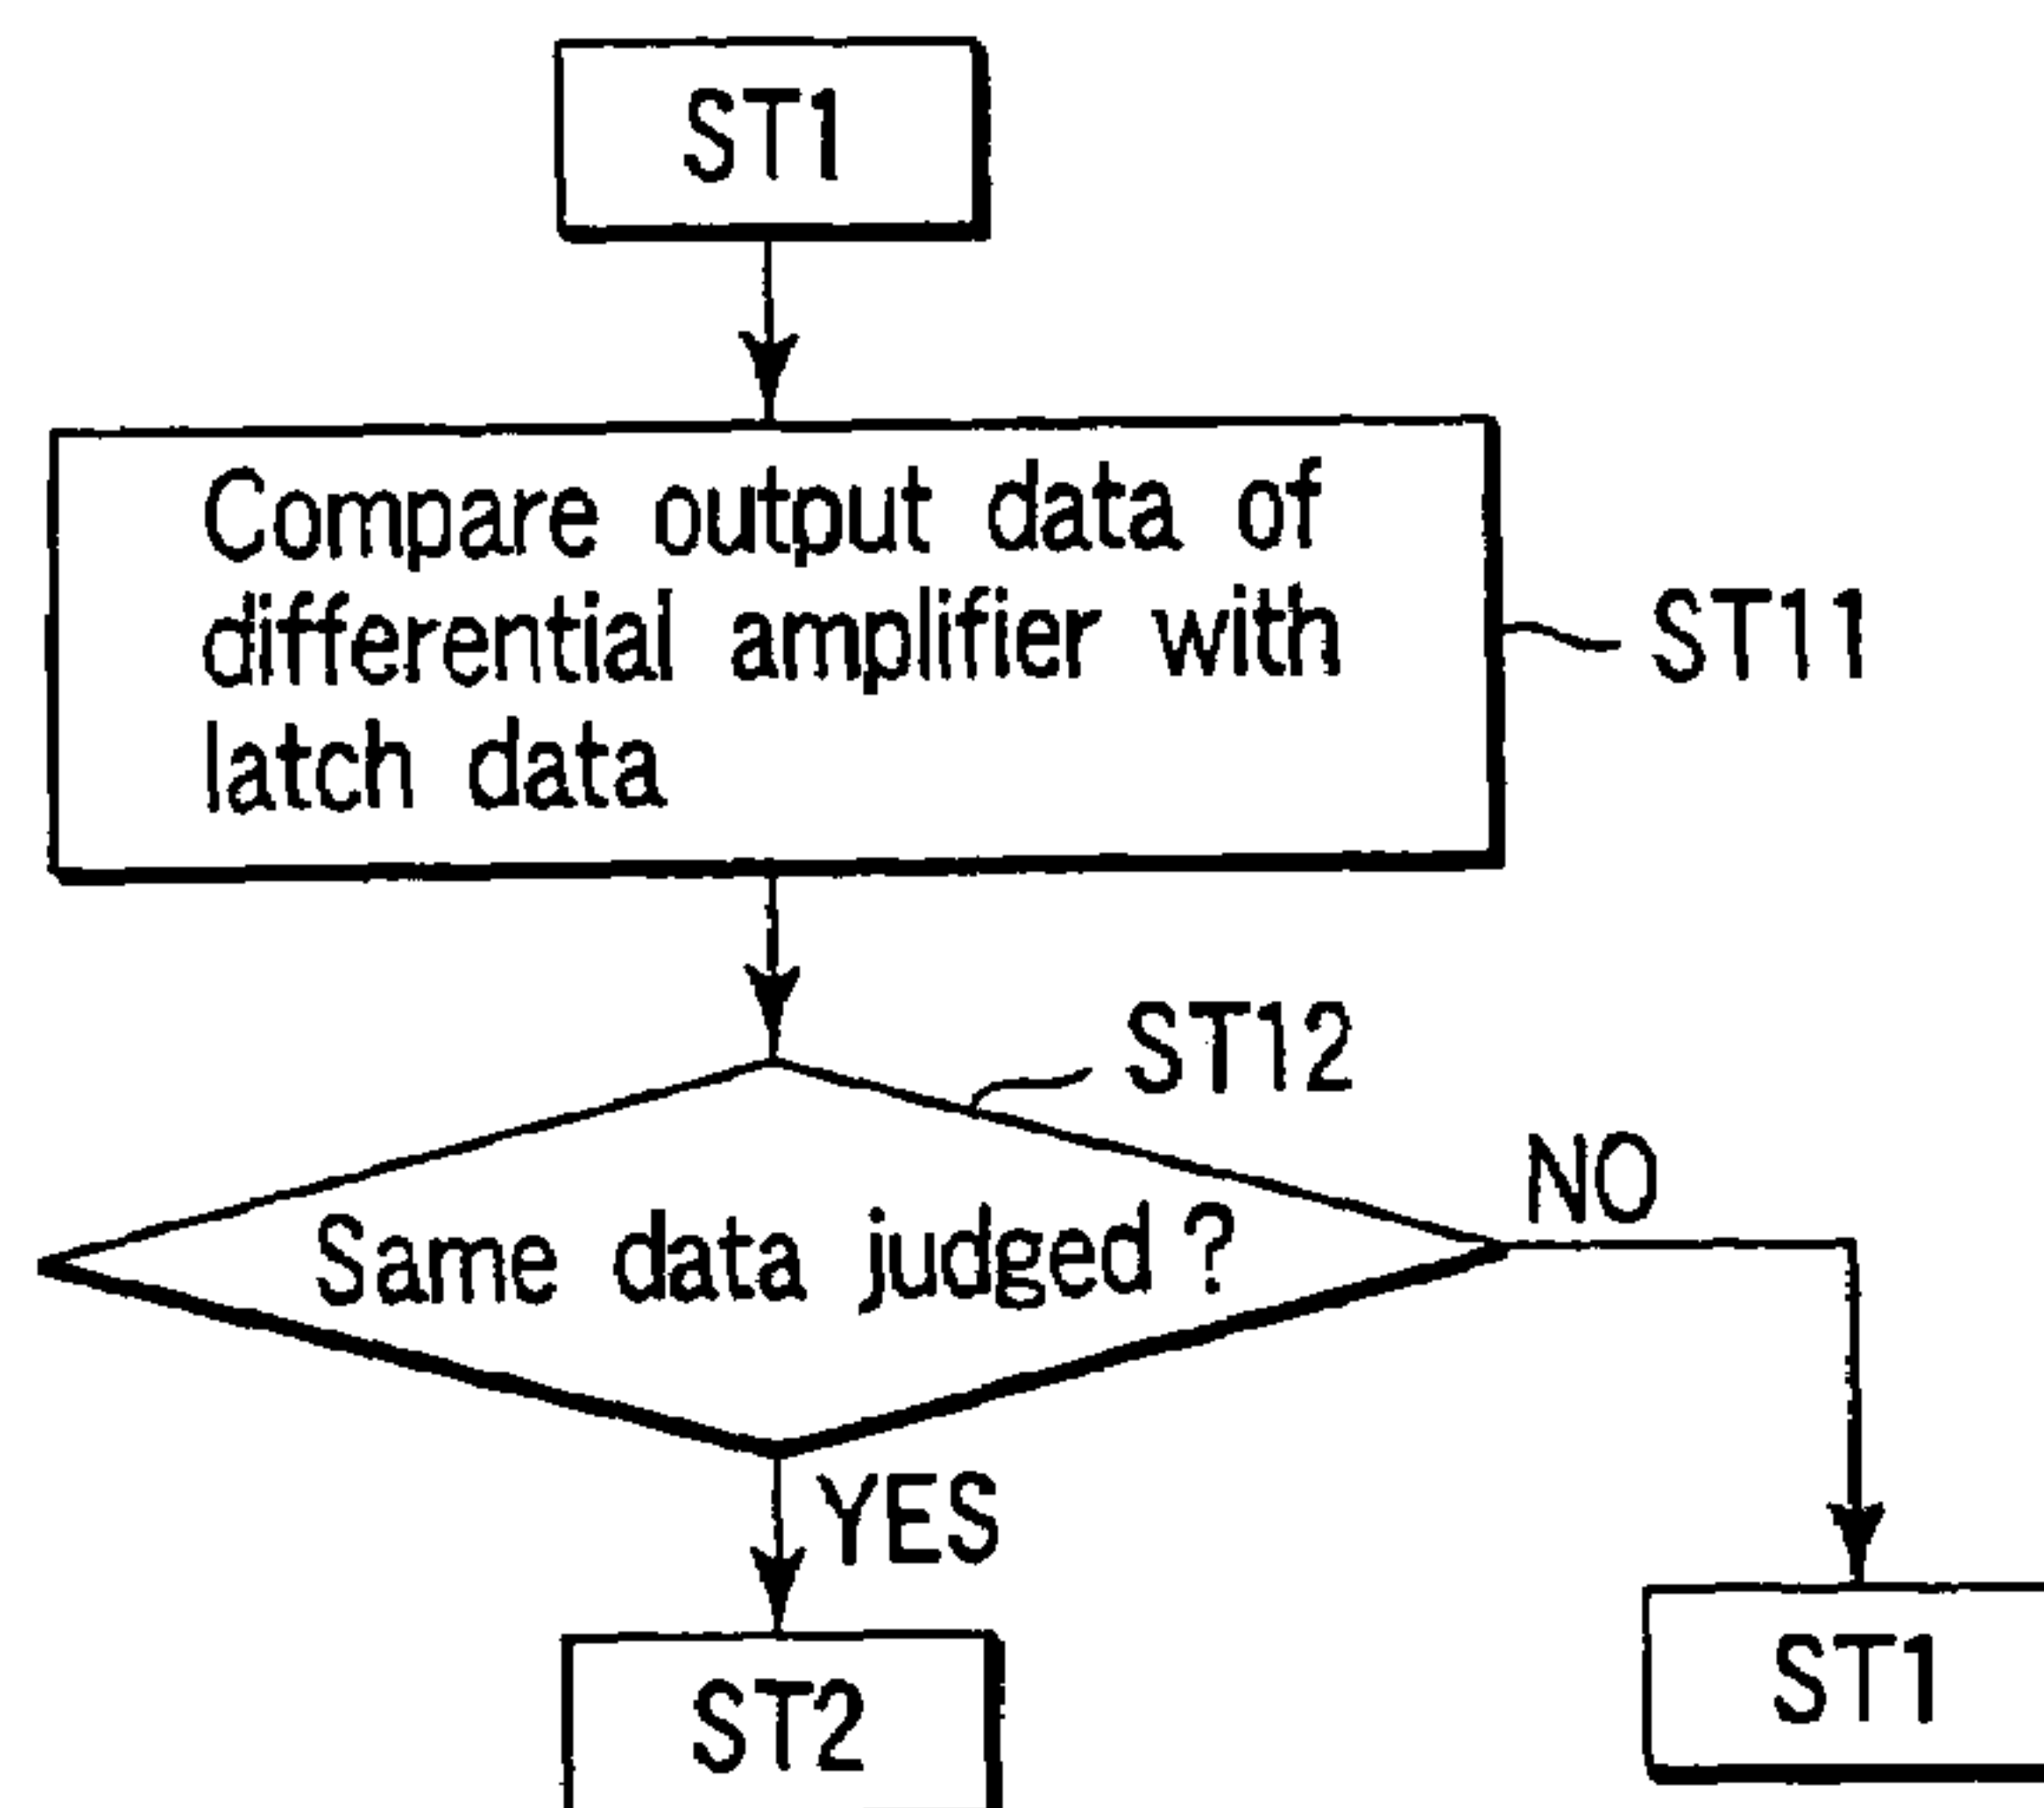 ST1
Compare output data of
differential amplifier with
latch data
ST11
ST12
Same data judged ?
NO
YES
ST2
ST1